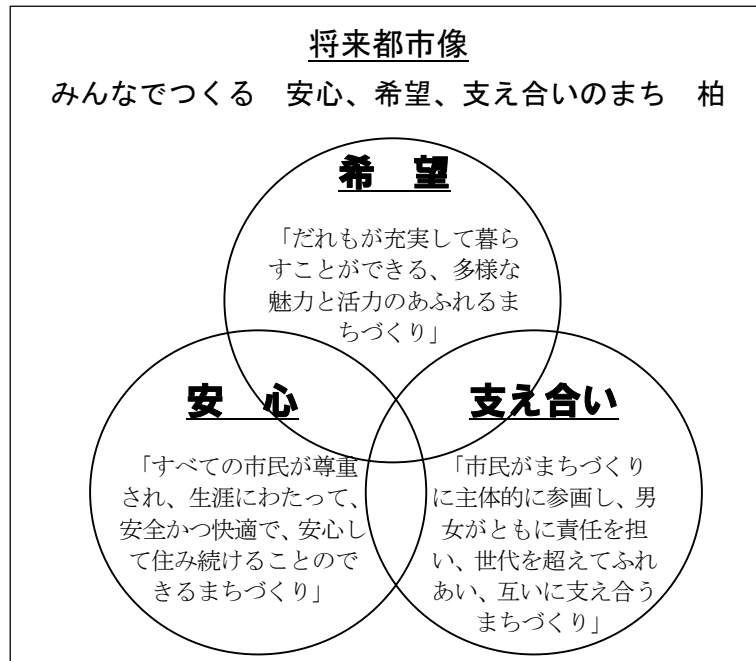 将来都市像
みんなでつくる　安心、希望、支え合いのまち　柏
希　望
「だれもが充実して暮ら
すことができる、多様な
魅力と活力のあふれるま
ちづくり」
安　心
「すべての市民が尊重
され、生涯にわたって、
安全かつ快適で、安心し
て住み続けることので
きるまちづくり」
支え合い
「市民がまちづくり
に主体的に参画し、男
女がともに責任を担
い、世代を超えてふれ
あい、互いに支え合う
まちづくり」